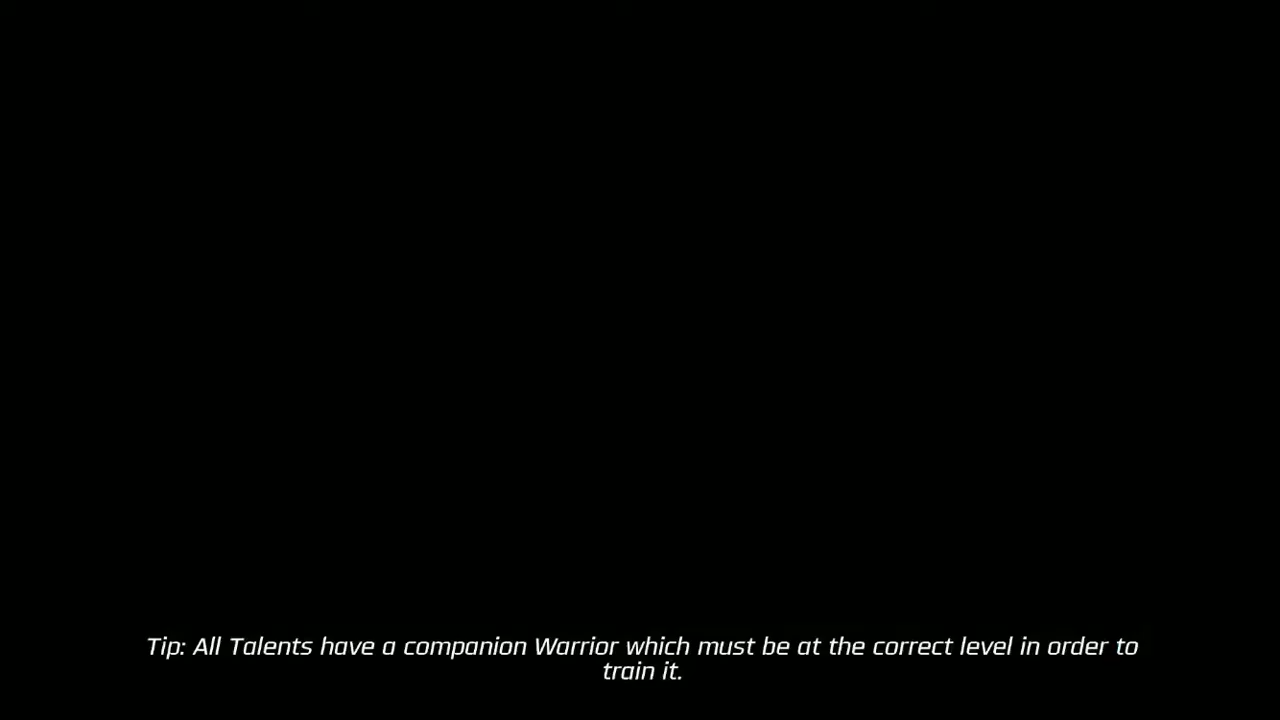 Tip: All Talents have a companion Warrior which must be at the correct level in order to
train it.